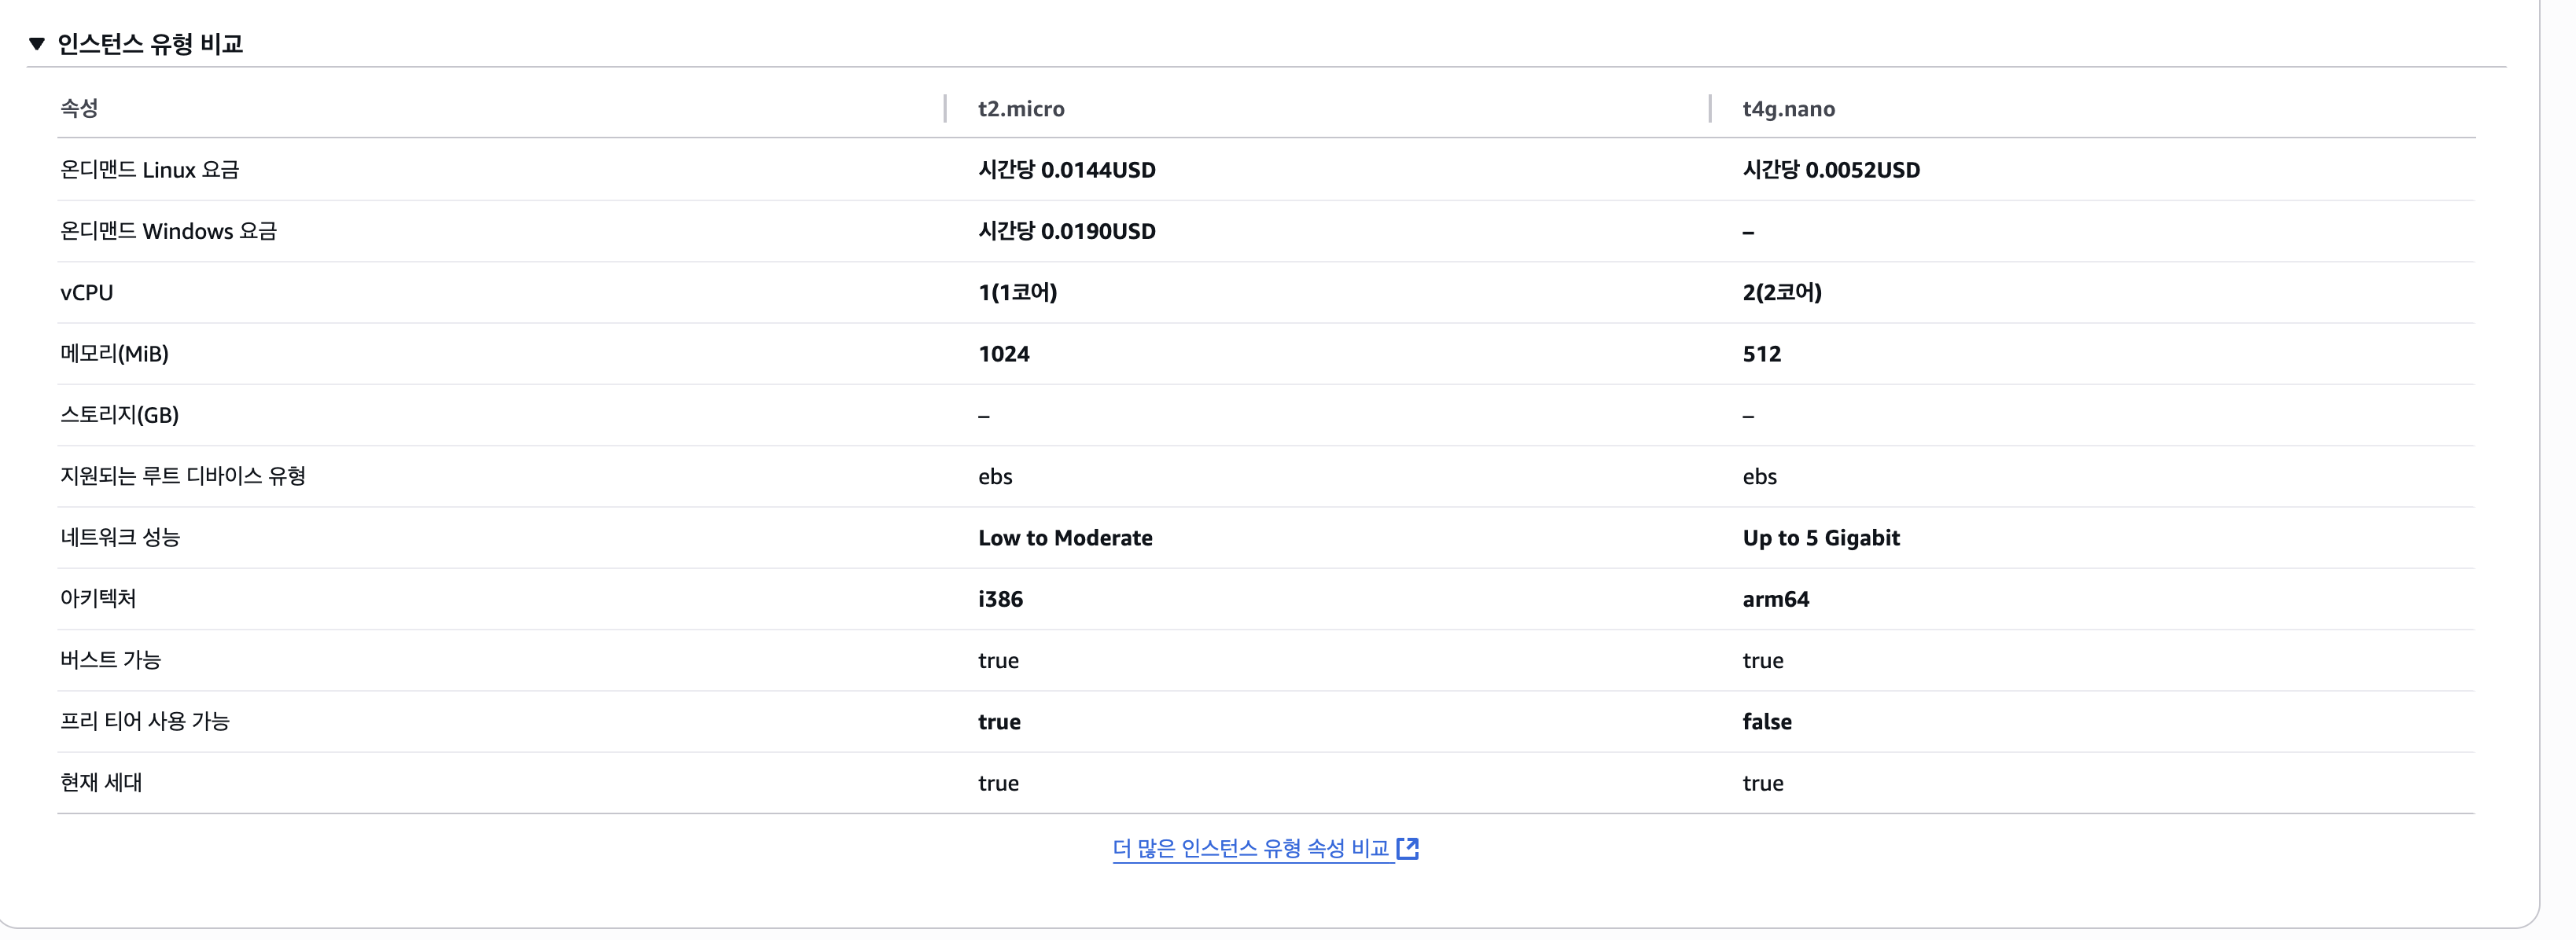 ▼ 인스턴스 유형 비교
속성 t2.micro t4g.nano
온디맨드 Linux 요금 시간당 0.0144USD 시간당 0.0052USD
온디맨드 Windows 요금 시간당 0.0190USD –
vCPU 1(1코어) 2(2코어)
메모리(MiB) 1024 512
스토리지(GB) – –
지원되는 루트 디바이스 유형 ebs ebs
네트워크 성능 Low to Moderate Up to 5 Gigabit
아키텍처 i386 arm64
버스트 가능 true true
프리 티어 사용 가능 true false
현재 세대 true true
더 많은 인스턴스 유형 속성 비교